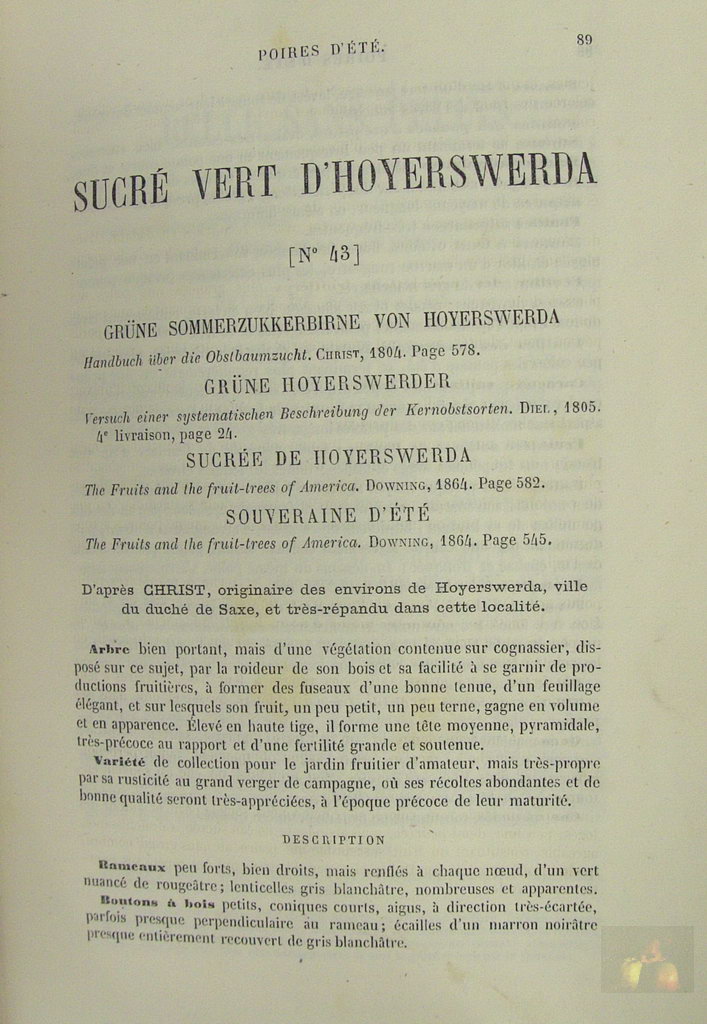 POIRES D'ÉTÉ.
89
SUCRÉ VERT D'HOYERSWERDA
[N° 43]
GRÜNE SOMMERZUKKERBIRNE VON HOYERSWERDA
Handbuch über die Obstbaumzucht. CHRIST, 1804. Page 578.
GRÜNE HOYERSWERDER
Versuch einer systematischen Beschreibung der Kernobstsorten. DIEL, 1805.
4e livraison, page 24.
SUCRÉE DE HOYERSWERDA
The Fruits and the fruit-trees of America. DOWNING, 1864. Page 582.
SOUVERAINE D'ÉTÉ
The Fruits and the fruit-trees of America. DOWNING, 1864. Page 545.
D'après CHRIST, originaire des environs de Hoyerswerda, ville
du duché de Saxe, et très-répandu dans cette localité.
Arbre bien portant, mais d'une végétation contenue sur cognassier, dis-
posé sur ce sujet, par la roideur de son bois et sa facilité à se garnir de pro-
ductions fruitières, à former des fuseaux d'une bonne tenue, d'un feuillage
élégant, et sur lesquels son fruit, un peu petit, un peu terne, gagne en volume
et en apparence. Élevé en haute tige, il forme une tête moyenne, pyramidale,
très-précoce au rapport et d'une fertilité grande et soutenue.
Variété de collection pour le jardin fruitier d'amateur, mais très-propre
par sa rusticité au grand verger de campagne, où ses récoltes abondantes et de
bonne qualité seront très-appréciées, à l'époque précoce de leur maturité.
DESCRIPTION
Rameaux peu forts, bien droits, mais renflés à chaque nœud, d'un vert
nuancé de rougeâtre; lenticelles gris blanchâtre, nombreuses et apparentes.
Boutons à bois petits, coniques courts, aigus, à direction très-écartée,
parfois presque perpendiculaire au rameau; écailles d'un marron noirâtre
presque entièrement recouvert de gris blanchâtre.